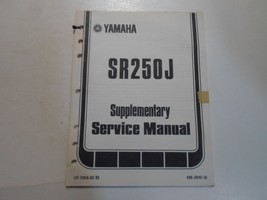 YAMAHA
SR250J
Supplementary
Service Manual